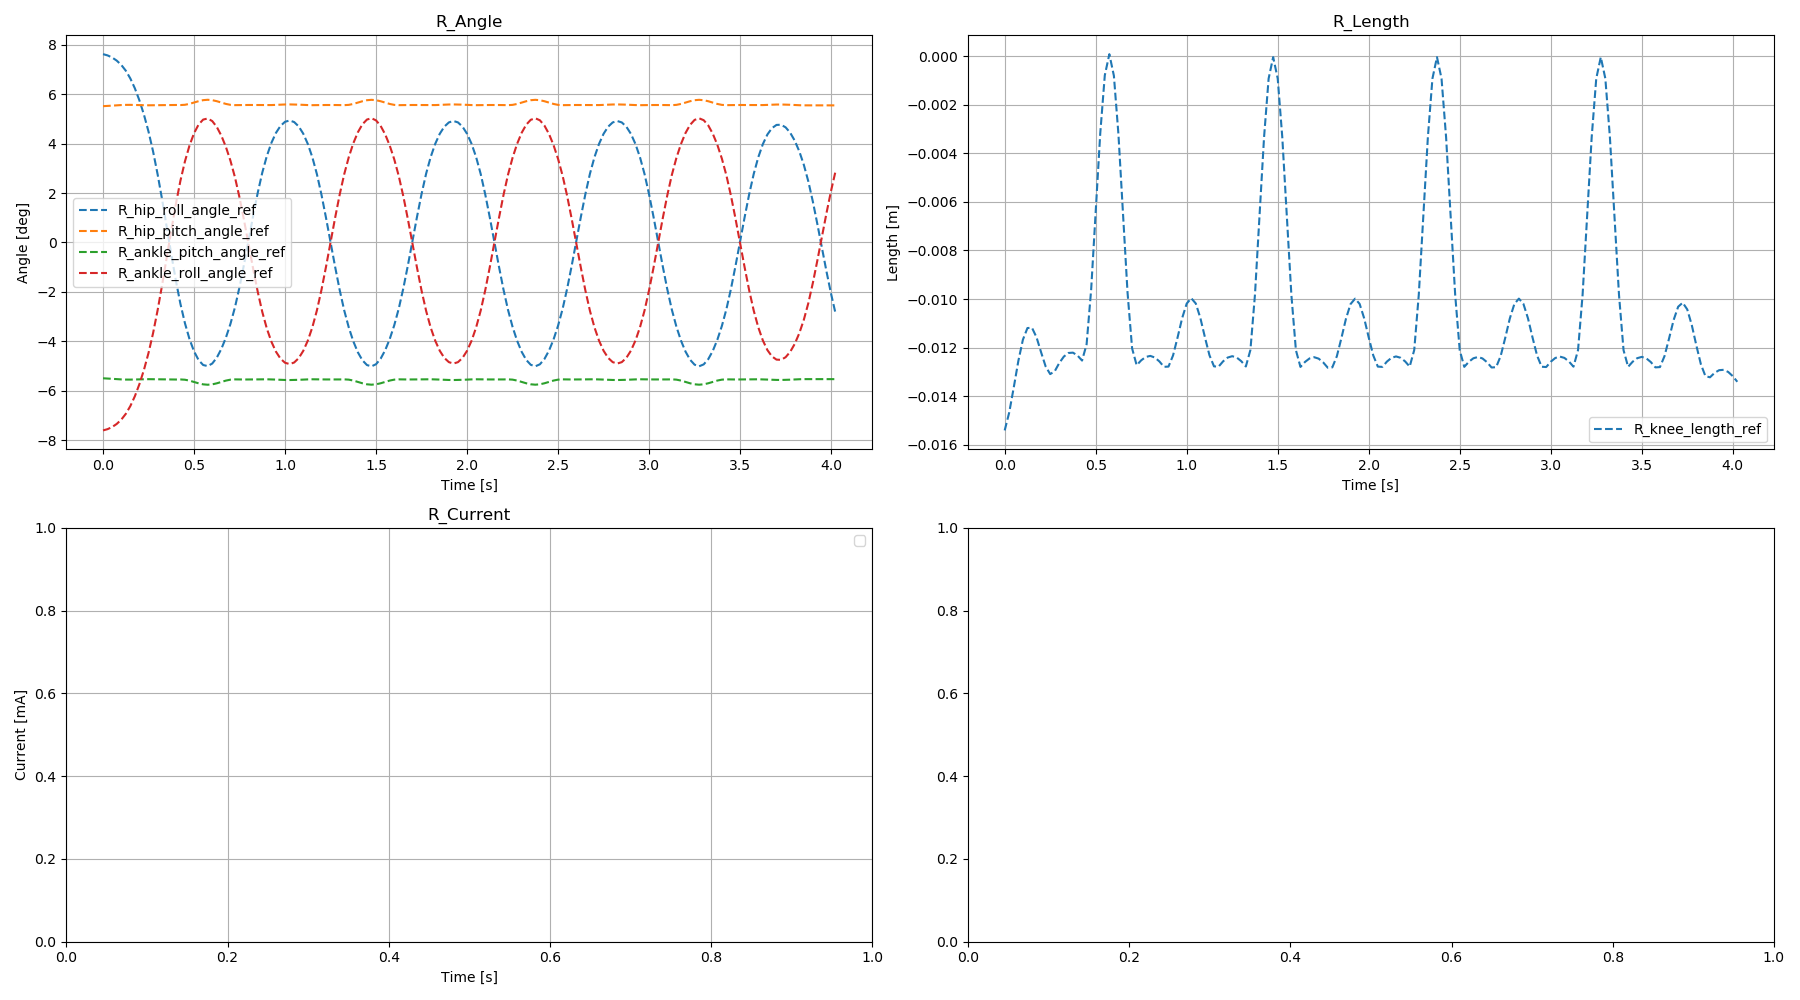 R_Angle
8
6
4
2
0
−2
−4
−6
−8
Angle [deg]
R_hip_roll_angle_ref
R_hip_pitch_angle_ref
R_ankle_pitch_angle_ref
R_ankle_roll_angle_ref
0.0 0.5 1.0 1.5 2.0 2.5 3.0 3.5 4.0
Time [s]
R_Length
0.000
−0.002
−0.004
−0.006
−0.008
−0.010
−0.012
−0.014
−0.016
Length [m]
R_knee_length_ref
0.0 0.5 1.0 1.5 2.0 2.5 3.0 3.5 4.0
Time [s]
R_Current
1.0
0.8
0.6
0.4
0.2
0.0
Current [mA]
0.0 0.2 0.4 0.6 0.8 1.0
Time [s]
1.0
0.8
0.6
0.4
0.2
0.0
0.0 0.2 0.4 0.6 0.8 1.0